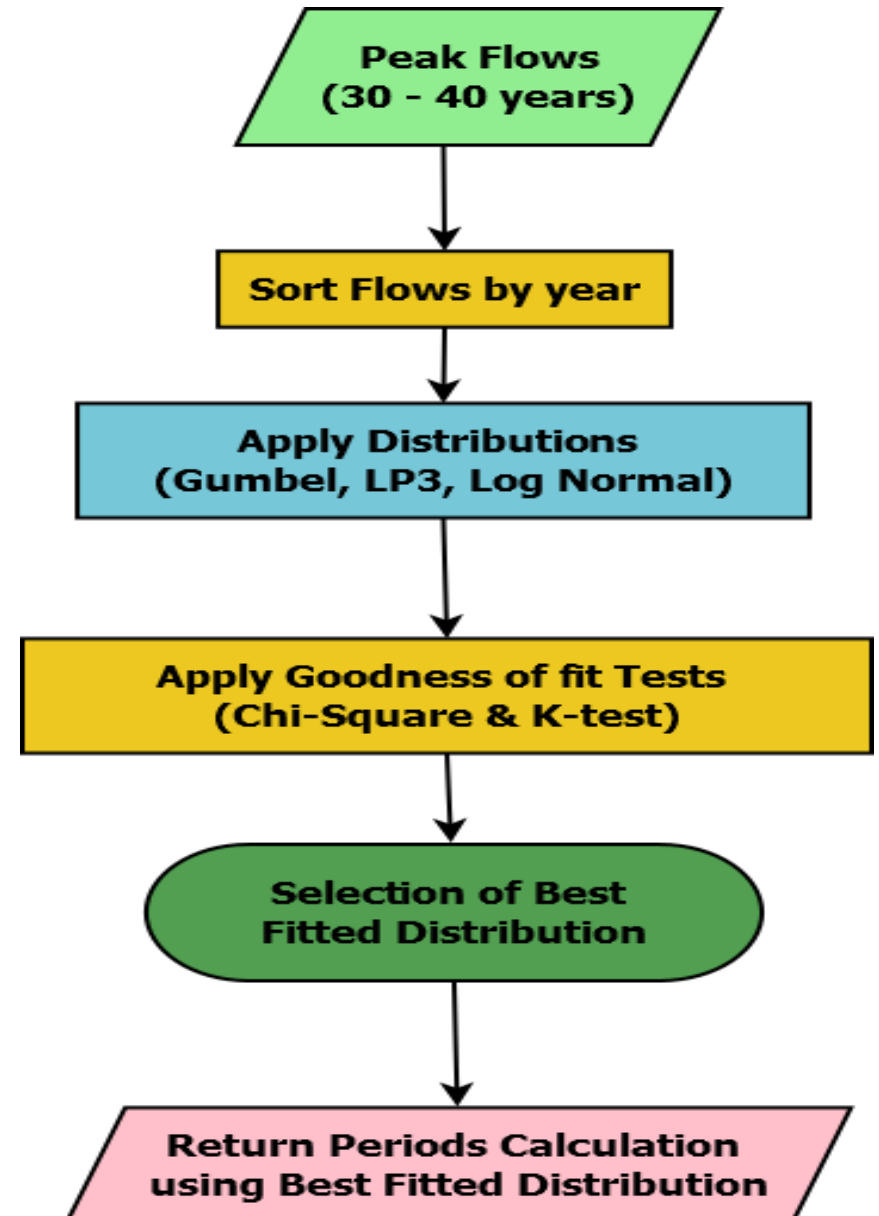 Peak Flows
(30 - 40 years)
Sort Flows by year
Apply Distributions
(Gumbel, LP3, Log Normal)
Apply Goodness of fit Tests
(Chi-Square & K-test)
Selection of Best
Fitted Distribution
Return Periods Calculation
using Best Fitted Distribution